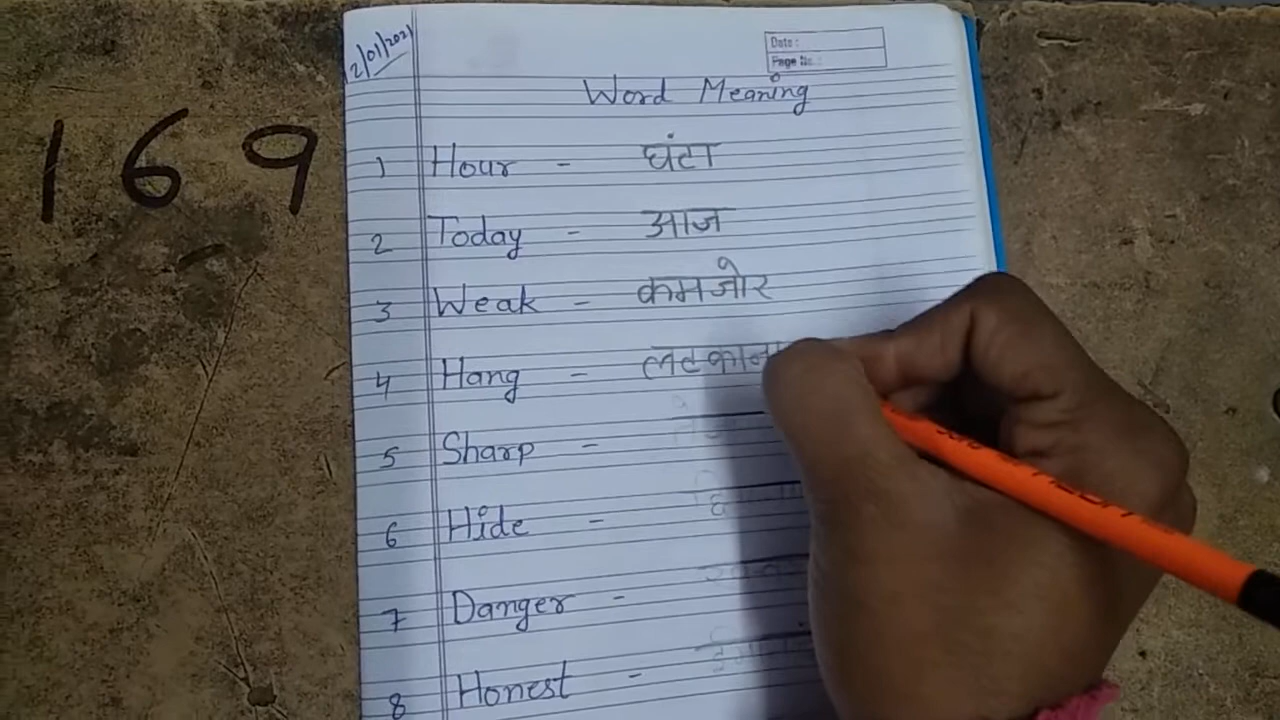 169
12/01/2021
Date:
Page No.:
Word Meaning
1 Hour - घंटा
2 Today - आज
3 Weak - कमजोर
4 Hang - लटकाना
5 Sharp -
6 Hide -
7 Danger -
8 Honest -